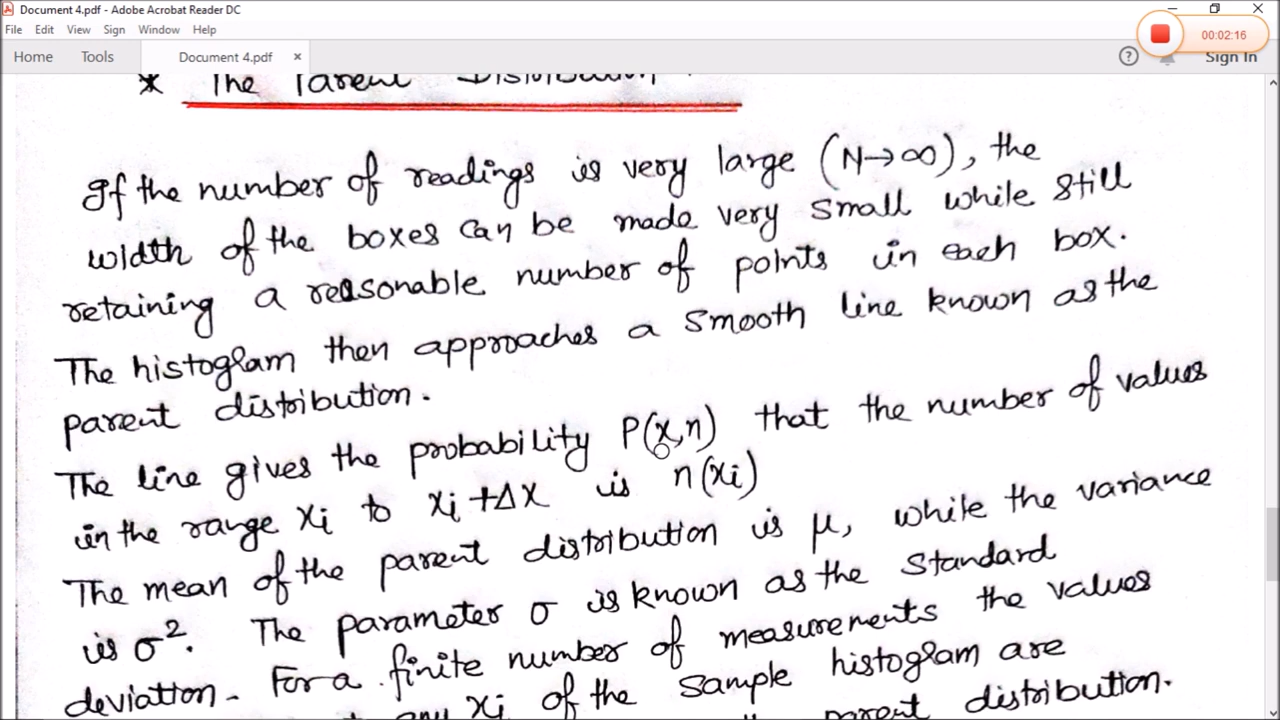 Document 4.pdf - Adobe Acrobat Reader DC
File Edit View Sign Window Help
00:02:16
Home Tools Document 4.pdf × Sign In
* The Parent Distribution
If the number of readings is very large (N→∞), the
width of the boxes can be made very small while still
retaining a reasonable number of points in each box.
The histogram then approaches a smooth line known as the
parent distribution.
The line gives the probability P(x,n) that the number of values
in the range xi to xi +Δx is n(xi)
The mean of the parent distribution is μ, while the variance
is σ². The parameter σ is known as the standard
deviation. For a finite number of measurements the values
any xi of the sample histogram are
parent distribution.